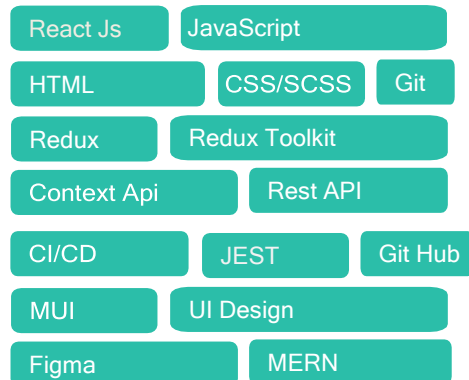 React Js JavaScript
HTML CSS/SCSS Git
Redux Redux Toolkit
Context Api Rest API
CI/CD JEST Git Hub
MUI UI Design
Figma MERN